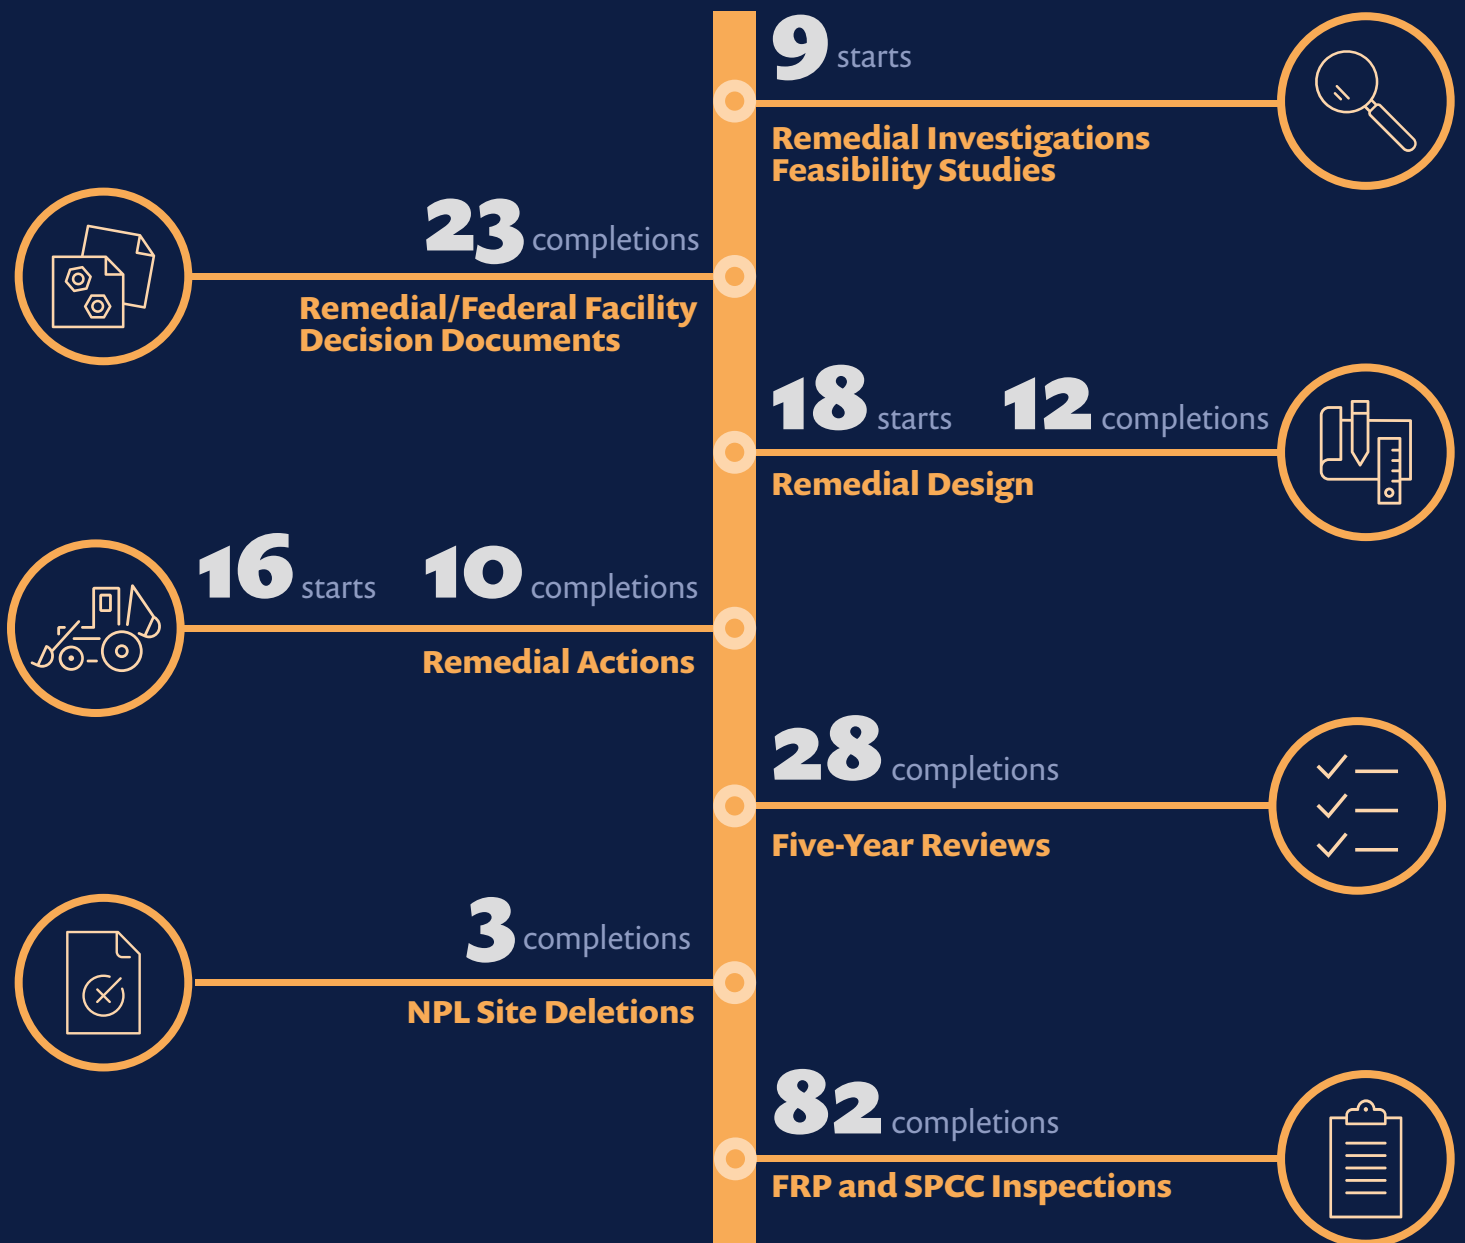 9 starts
Remedial Investigations
Feasibility Studies
23 completions
Remedial/Federal Facility
Decision Documents
18 starts 12 completions
Remedial Design
16 starts 10 completions
Remedial Actions
28 completions
Five-Year Reviews
3 completions
NPL Site Deletions
82 completions
FRP and SPCC Inspections